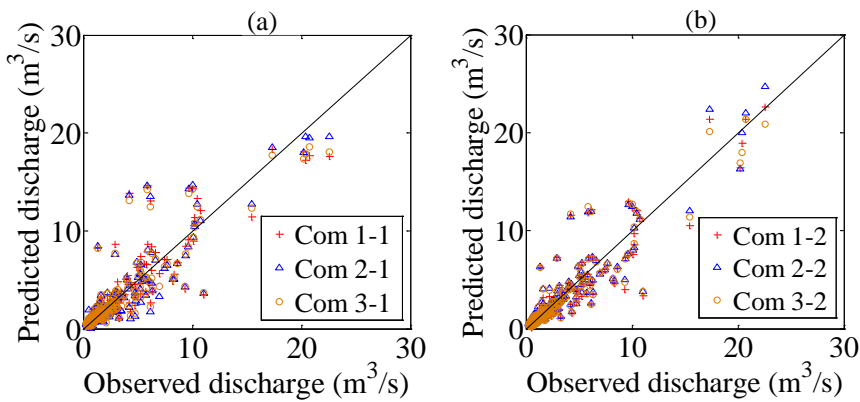 (a)
Predicted discharge (m³/s)
30
20
10
0
0
10
20
30
Com 1-1
Com 2-1
Com 3-1
Observed discharge (m³/s)
(b)
Predicted discharge (m³/s)
30
20
10
0
0
10
20
30
Com 1-2
Com 2-2
Com 3-2
Observed discharge (m³/s)